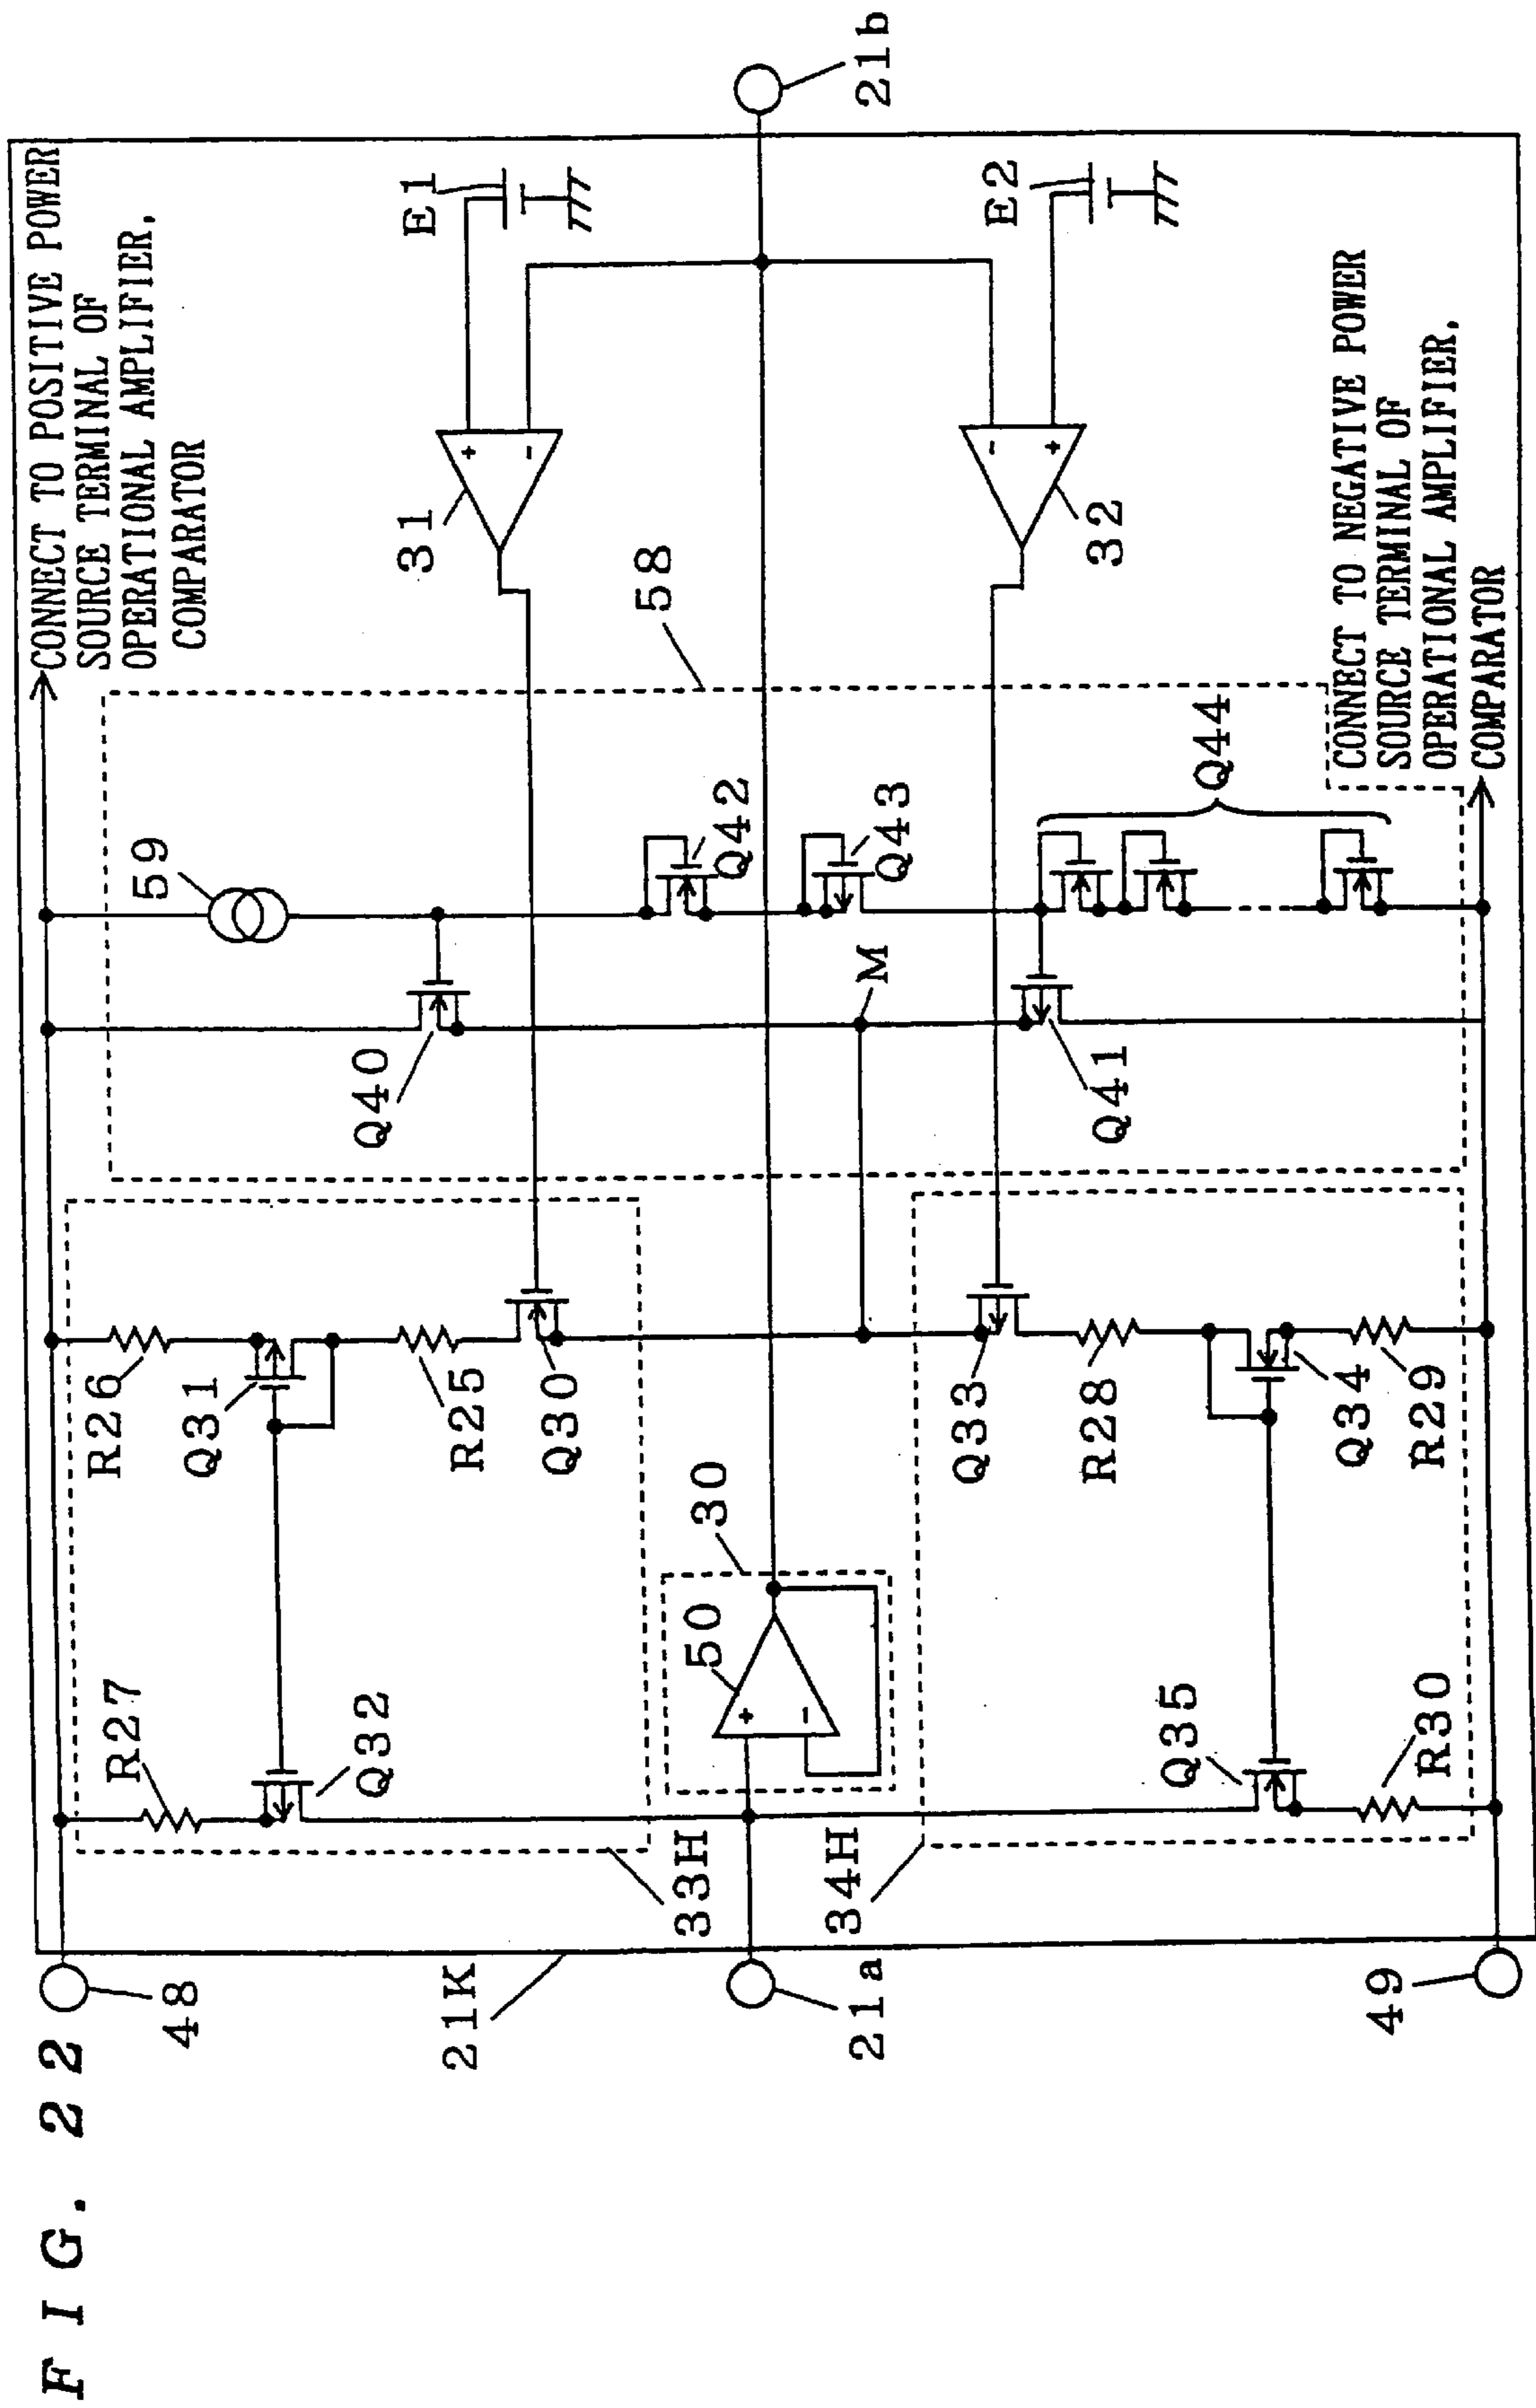 FIG. 22
CONNECT TO POSITIVE POWER
SOURCE TERMINAL OF
OPERATIONAL AMPLIFIER,
COMPARATOR
48
21K
21a
49
21b
E1
E2
31
32
58
59
Q42
Q43
Q44
M
Q40
Q41
CONNECT TO NEGATIVE POWER
SOURCE TERMINAL OF
OPERATIONAL AMPLIFIER,
COMPARATOR
R26
Q31
R25
Q30
Q33
R28
Q34
R29
30
50
R27
Q32
33H
34H
Q35
R30
+
-
-
+
+
-